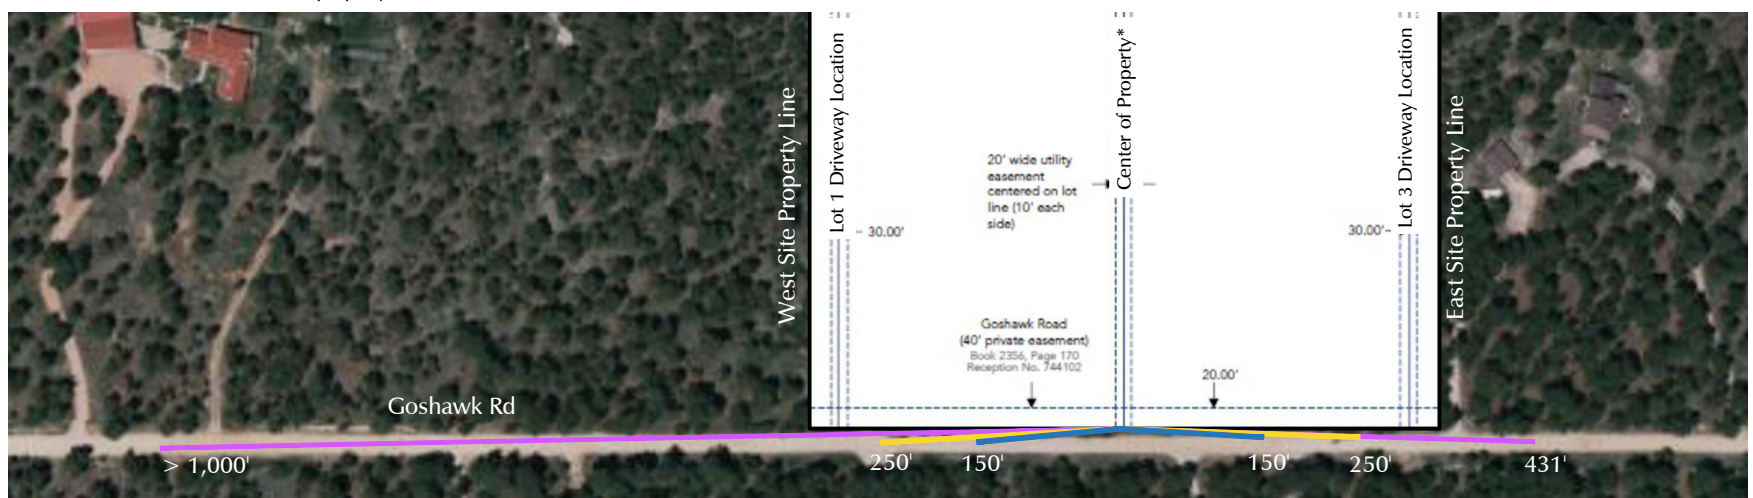 West Site Property Line
Lot 1 Driveway Location
30.00'
20' wide utility
easement
centered on lot
line (10' each
side)
Center of Property*
Goshawk Road
(40' private easement)
Book 2356, Page 170
Reception No. 744102
20.00'
30.00'
Lot 3 Driveway Location
East Site Property Line
Goshawk Rd
> 1,000'
250'
150'
150'
250'
431'